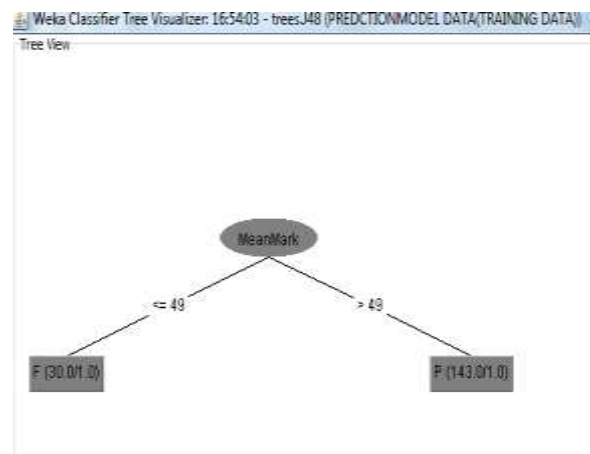 Weka Classifier Tree Visualizer: 16:54:03 - trees.J48 (PREDCTIONMODEL DATA(TRAINING DATA))
Tree View
MeanMark
<= 49
> 49
F (30.0/1.0)
P (143.0/1.0)